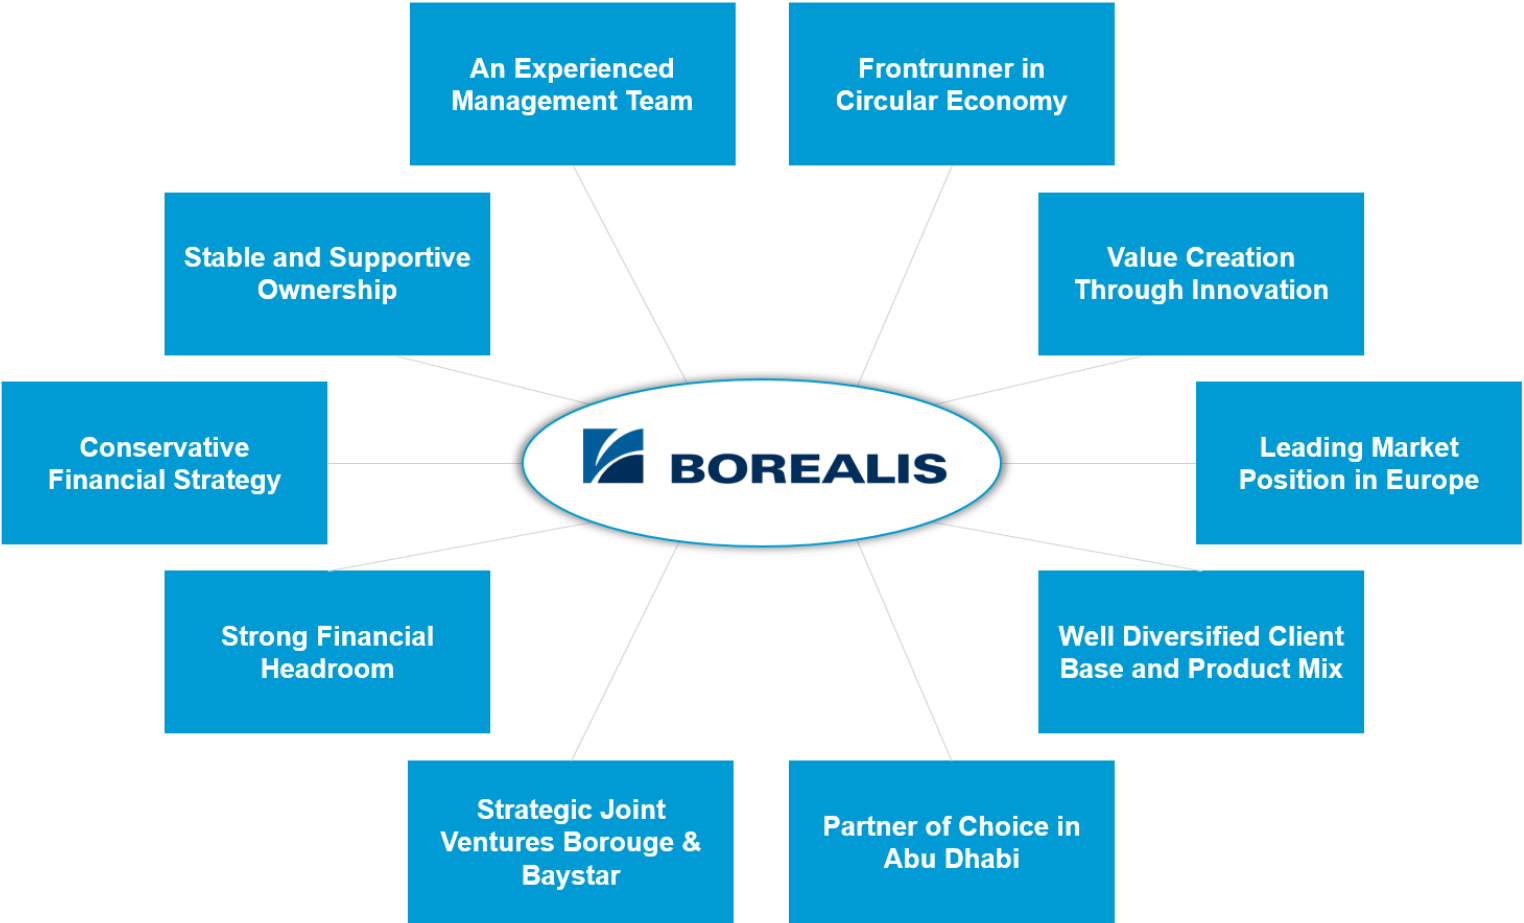 An Experienced
Management Team
Frontrunner in
Circular Economy
Stable and Supportive
Ownership
Value Creation
Through Innovation
Conservative
Financial Strategy
BOREALIS
Leading Market
Position in Europe
Strong Financial
Headroom
Well Diversified Client
Base and Product Mix
Strategic Joint
Ventures Borouge &
Baystar
Partner of Choice in
Abu Dhabi